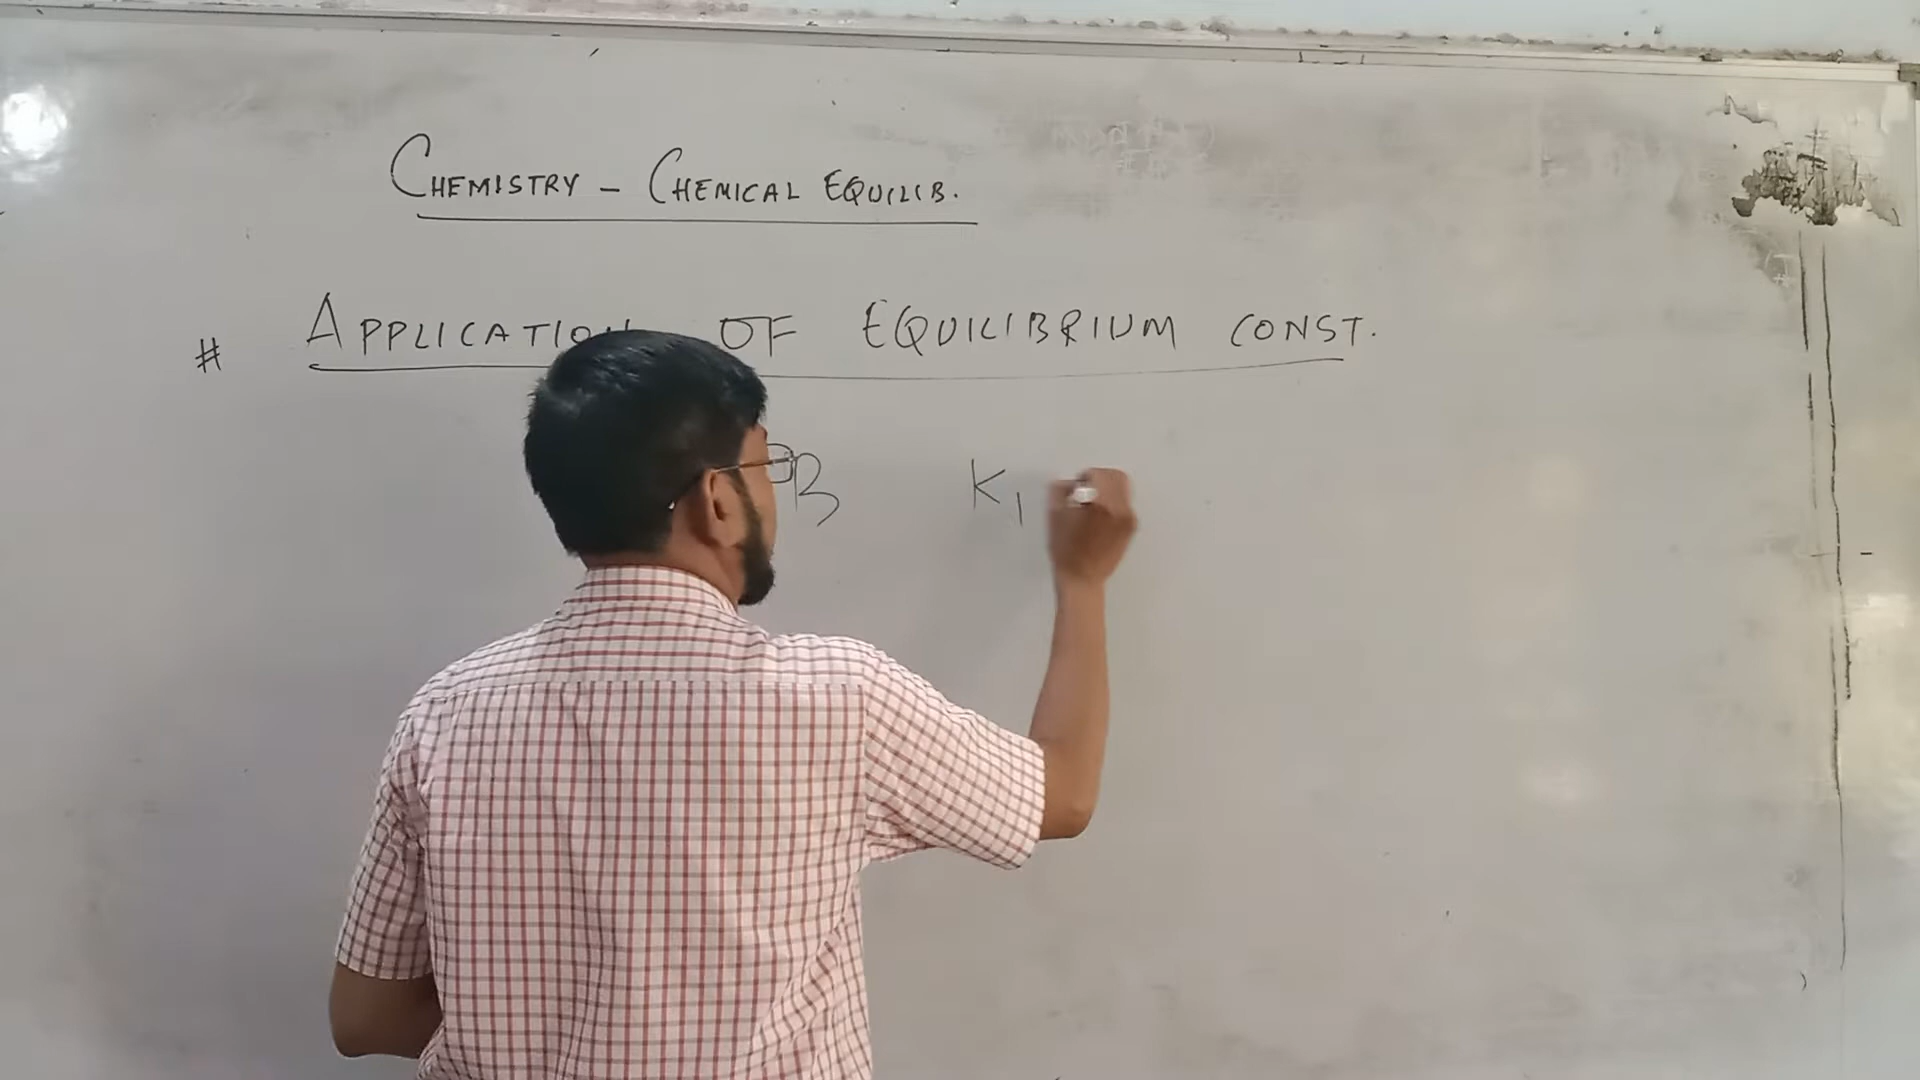 CHEMISTRY - CHEMICAL EQUILIB.
# APPLICATION OF EQUILIBRIUM CONST.
B K₁